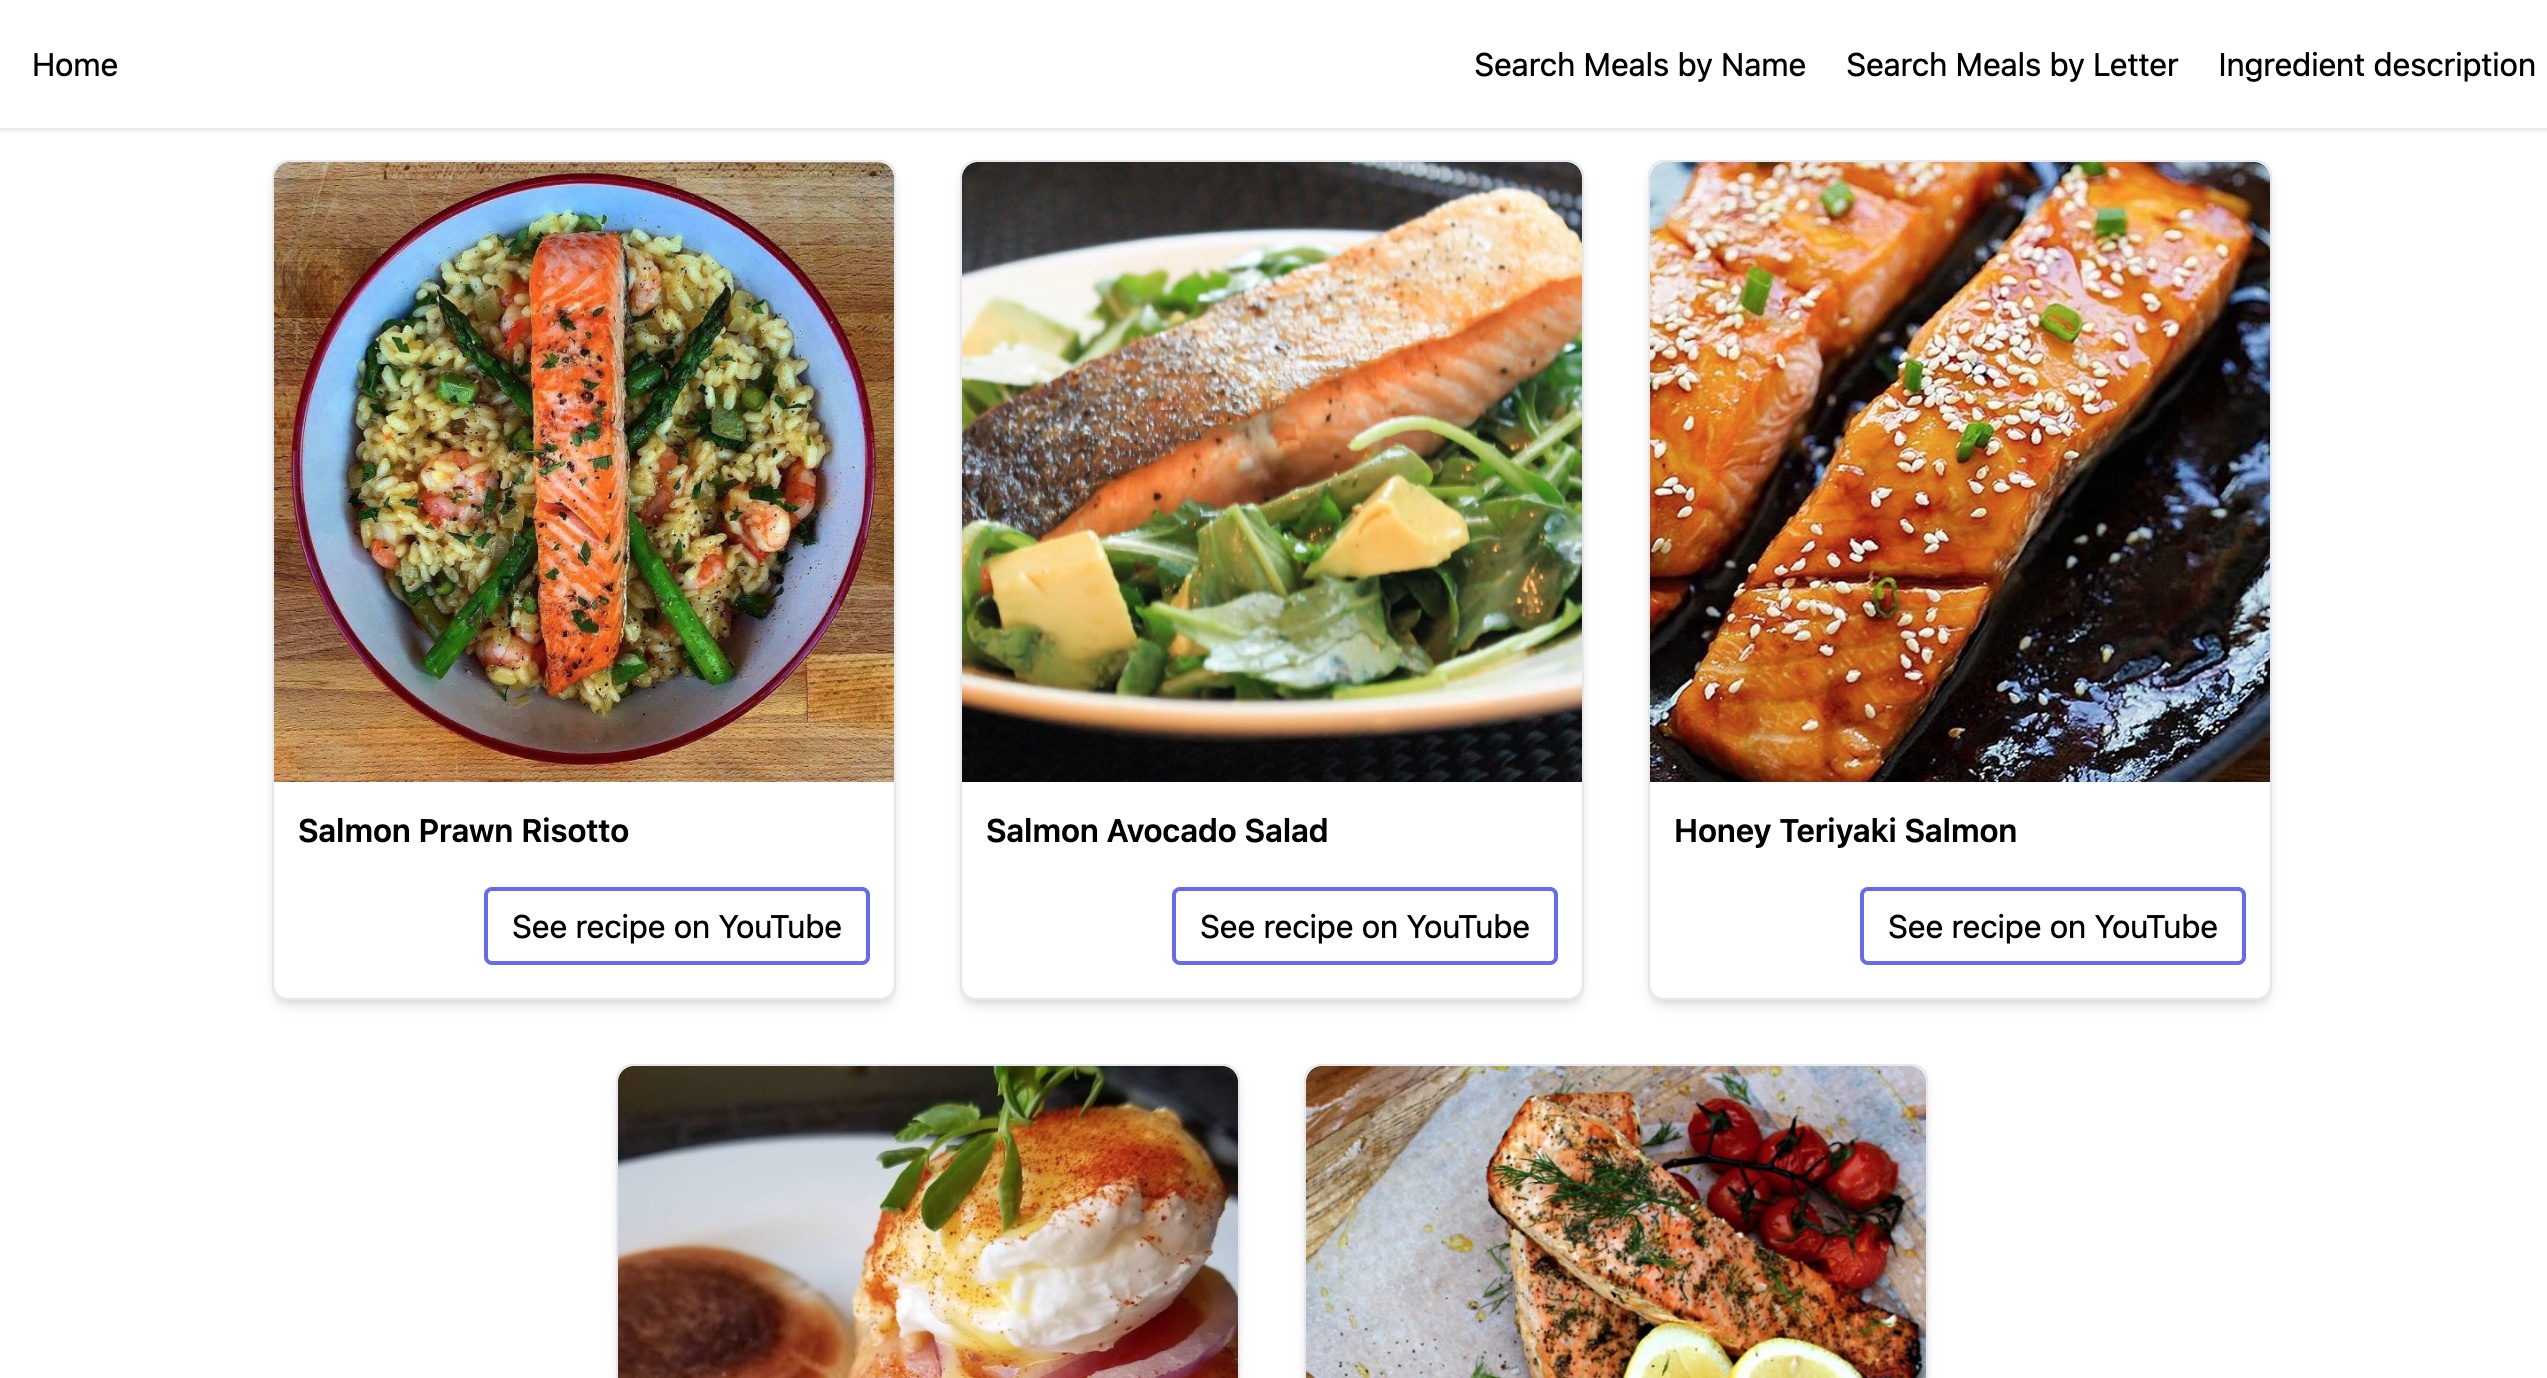 Home
Search Meals by Name
Search Meals by Letter
Ingredient description
Salmon Prawn Risotto
Salmon Avocado Salad
Honey Teriyaki Salmon
See recipe on YouTube
See recipe on YouTube
See recipe on YouTube